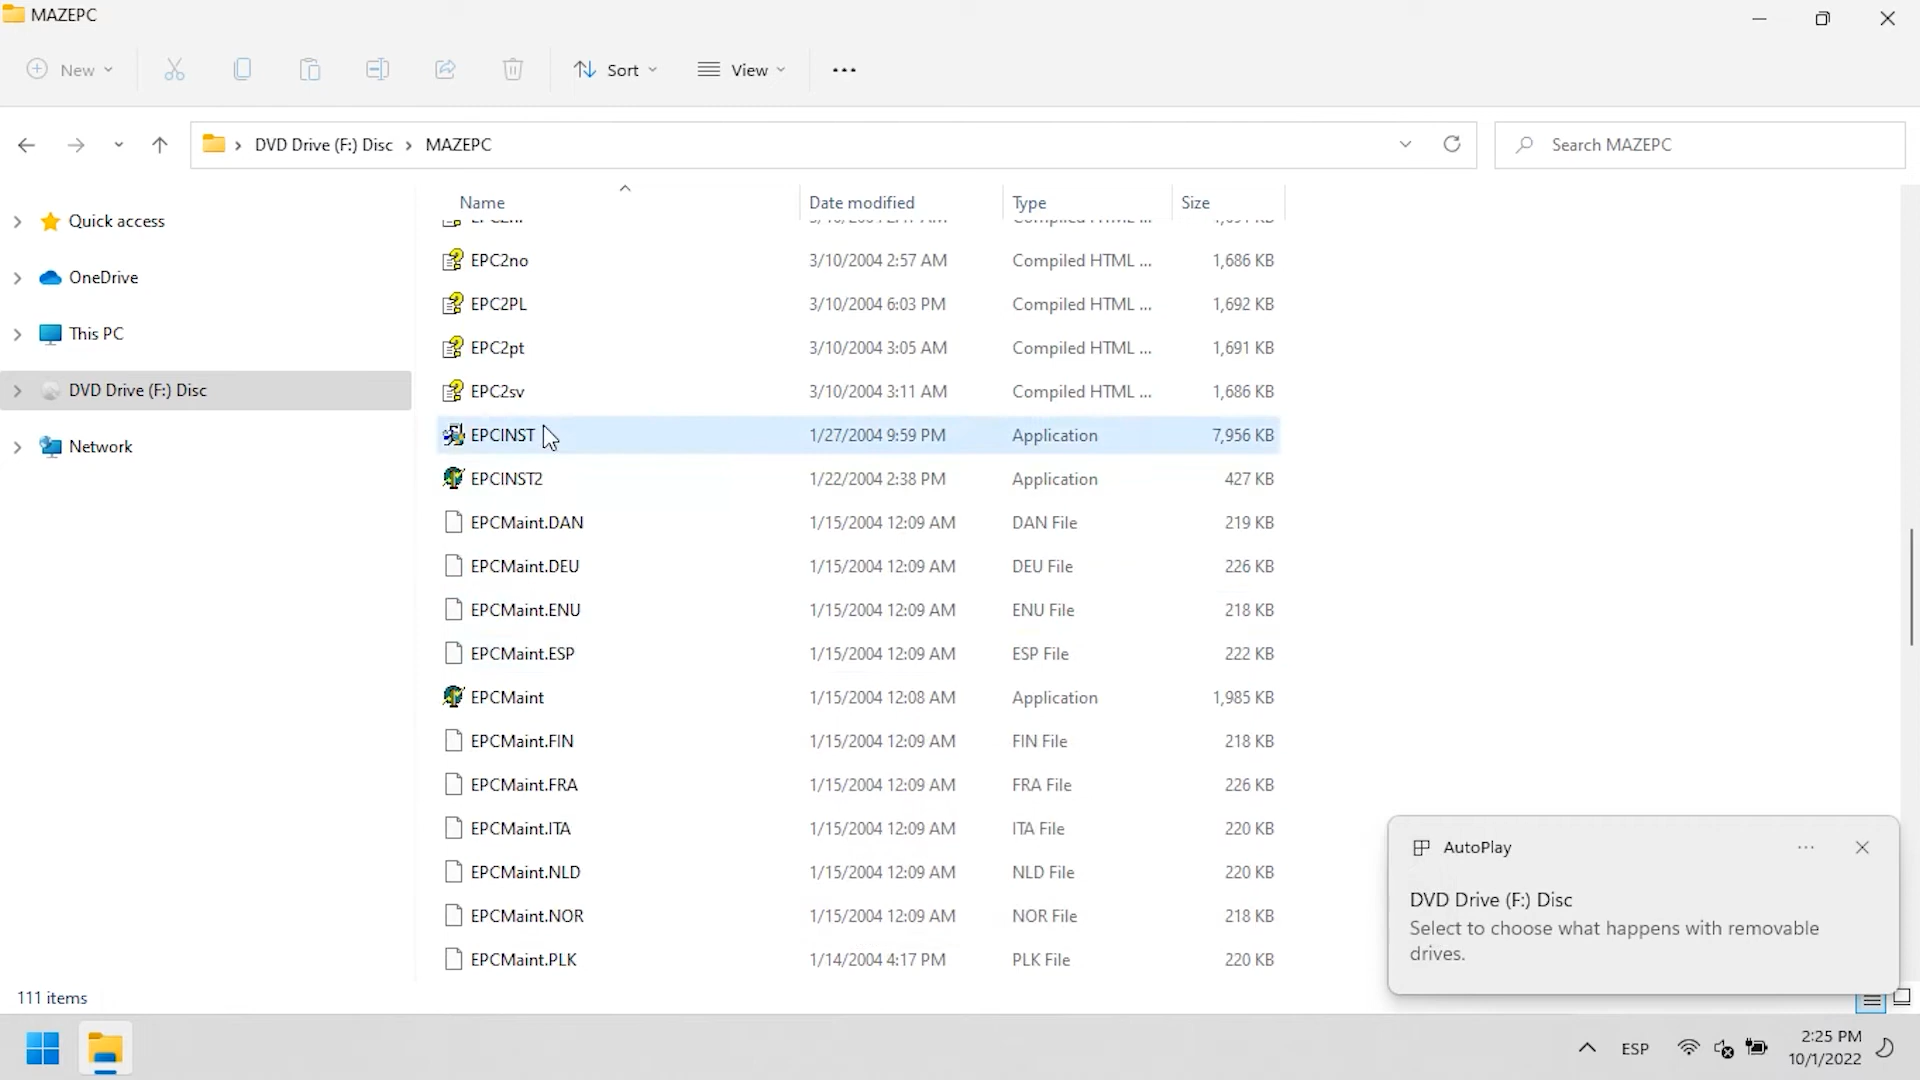 MAZEPC
New Sort View
DVD Drive (F:) Disc MAZEPC Search MAZEPC
Name Date modified Type Size
Quick access
OneDrive
This PC
DVD Drive (F:) Disc
Network
EPC2no 3/10/2004 2:57 AM Compiled HTML ... 1,686 KB
EPC2PL 3/10/2004 6:03 PM Compiled HTML ... 1,692 KB
EPC2pt 3/10/2004 3:05 AM Compiled HTML ... 1,691 KB
EPC2sv 3/10/2004 3:11 AM Compiled HTML ... 1,686 KB
EPCINST 1/27/2004 9:59 PM Application 7,956 KB
EPCINST2 1/22/2004 2:38 PM Application 427 KB
EPCMaint.DAN 1/15/2004 12:09 AM DAN File 219 KB
EPCMaint.DEU 1/15/2004 12:09 AM DEU File 226 KB
EPCMaint.ENU 1/15/2004 12:09 AM ENU File 218 KB
EPCMaint.ESP 1/15/2004 12:09 AM ESP File 222 KB
EPCMaint 1/15/2004 12:08 AM Application 1,985 KB
EPCMaint.FIN 1/15/2004 12:09 AM FIN File 218 KB
EPCMaint.FRA 1/15/2004 12:09 AM FRA File 226 KB
EPCMaint.ITA 1/15/2004 12:09 AM ITA File 220 KB
EPCMaint.NLD 1/15/2004 12:09 AM NLD File 220 KB
EPCMaint.NOR 1/15/2004 12:09 AM NOR File 218 KB
EPCMaint.PLK 1/14/2004 4:17 PM PLK File 220 KB
AutoPlay
DVD Drive (F:) Disc
Select to choose what happens with removable
drives.
111 items
ESP 2:25 PM
10/1/2022